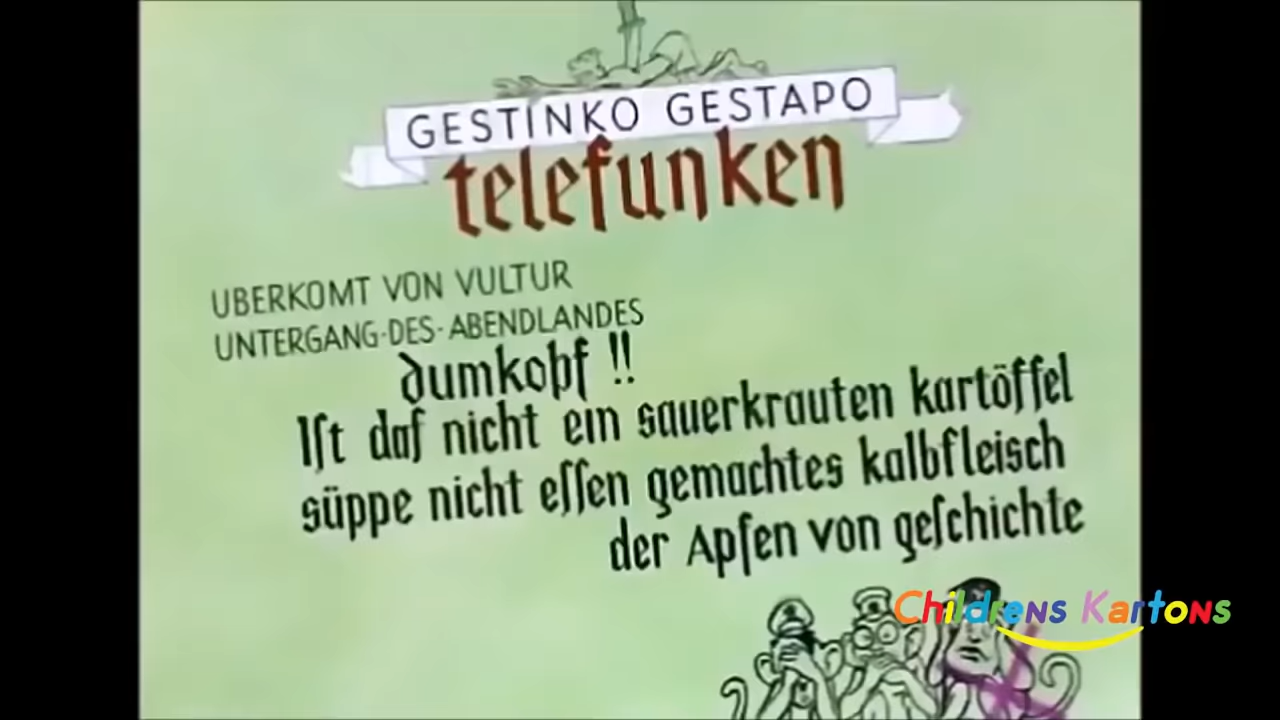 GESTINKO GESTAPO
telefunken
UBERKOMT VON VULTUR
UNTERGANG-DES-ABENDLANDES
dumkopf !!
Iſt daſ nicht ein sauerkrauten kartöffel
süppe nicht eſſen gemachtes kalbfleisch
der Apſen von geſchichte
Childrens Kartons